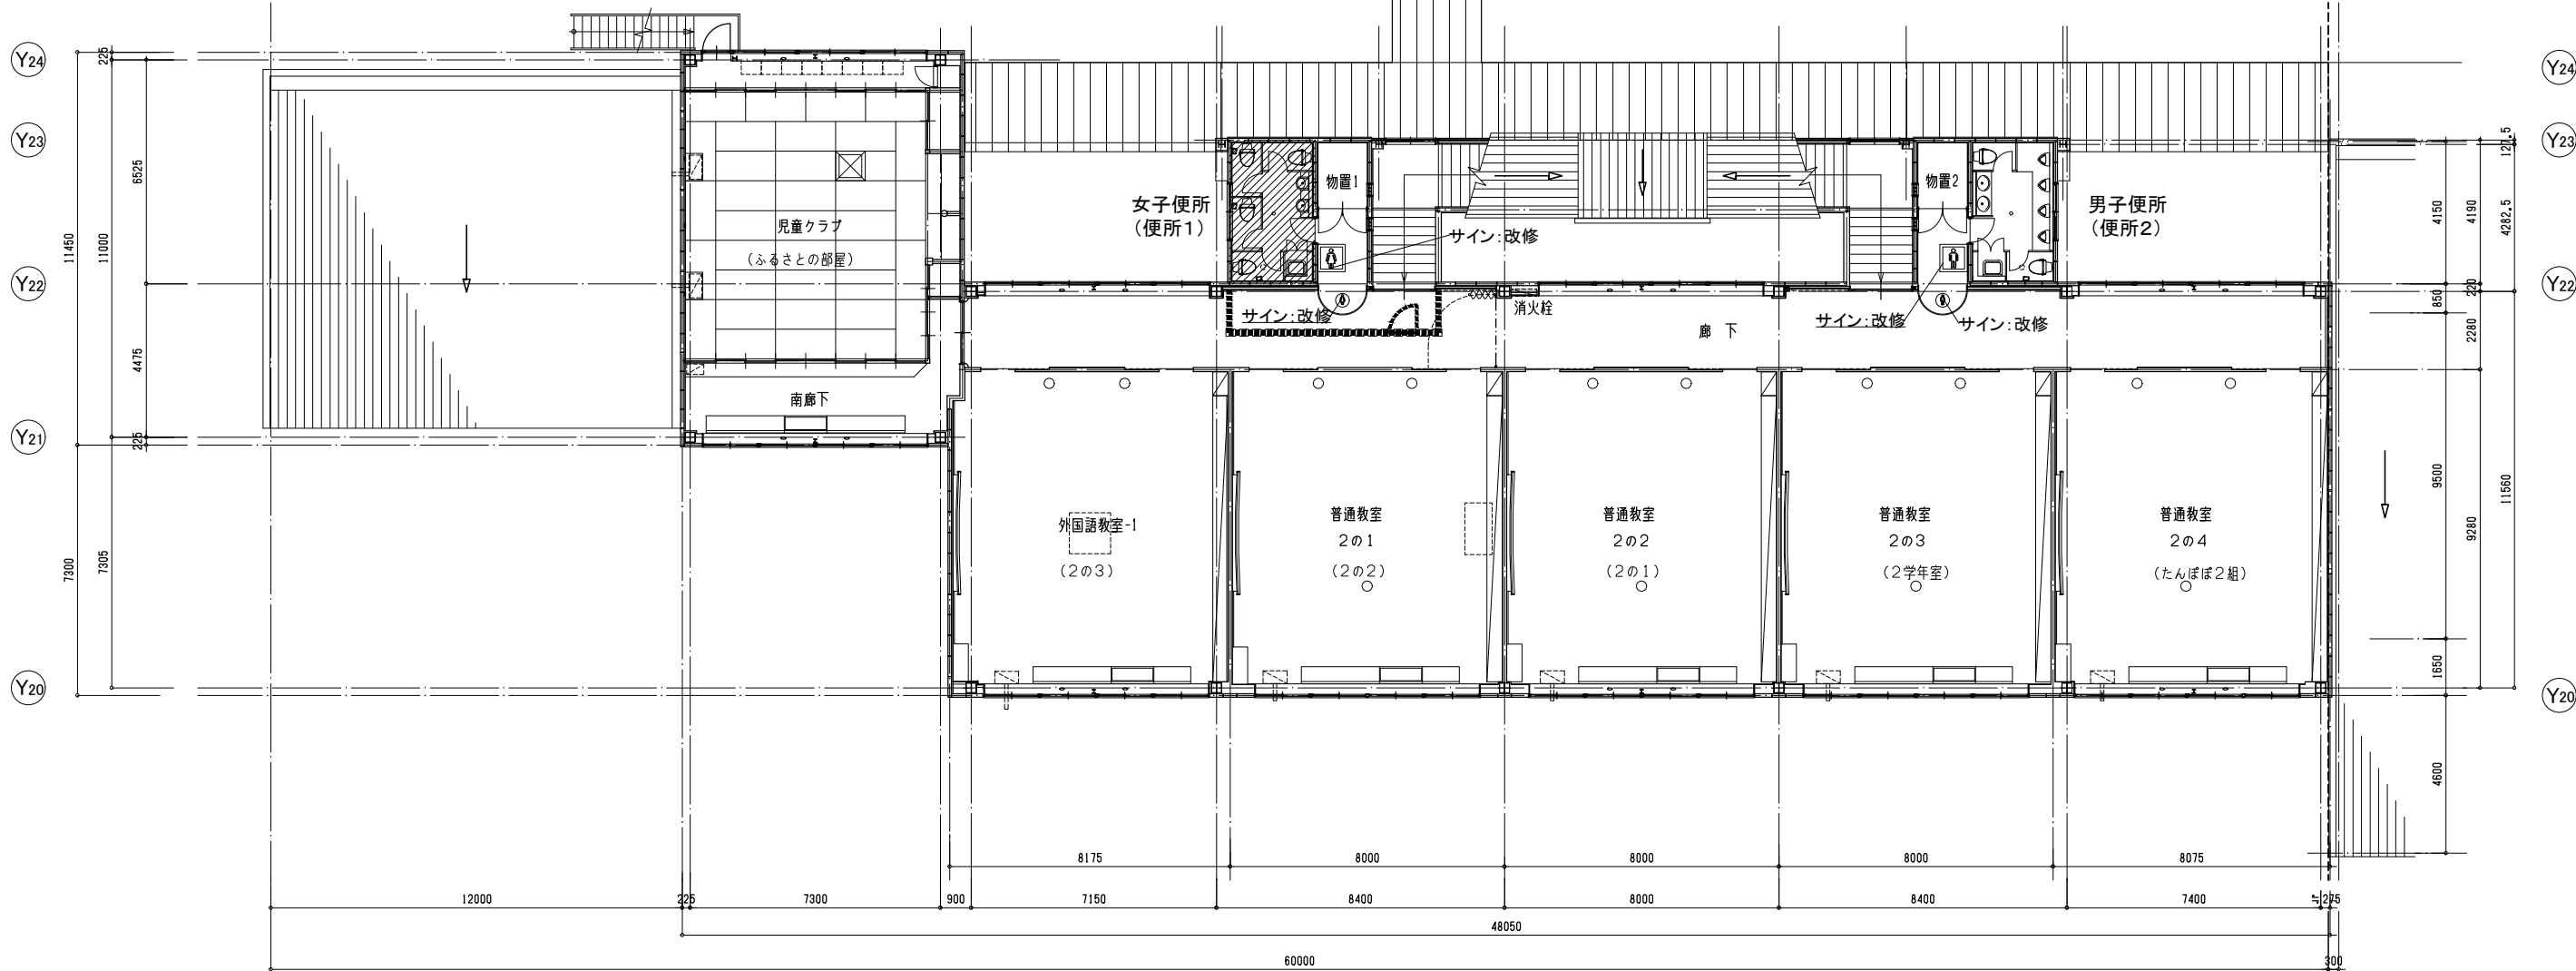 Y24
225
Y24
Y23
Y23
127.5
6525
物置1
物置2
女子便所
(便所1)
男子便所
(便所2)
4150
4190
4282.5
児童クラブ
(ふるさとの部屋)
サイン:改修
11450
11000
Y22
Y22
220
850
サイン:改修
消火栓
廊 下
サイン:改修
サイン:改修
2280
4475
南廊下
Y21
225
9500
11560
外国語教室-1
(2の3)
普通教室
2の1
(2の2)
普通教室
2の2
(2の1)
普通教室
2の3
(2学年室)
普通教室
2の4
(たんぽぽ2組)
9280
7300
7305
1650
Y20
Y20
4600
8175
8000
8000
8000
8075
12000
225
7300
900
7150
8400
8000
8400
7400
275
48050
60000
300